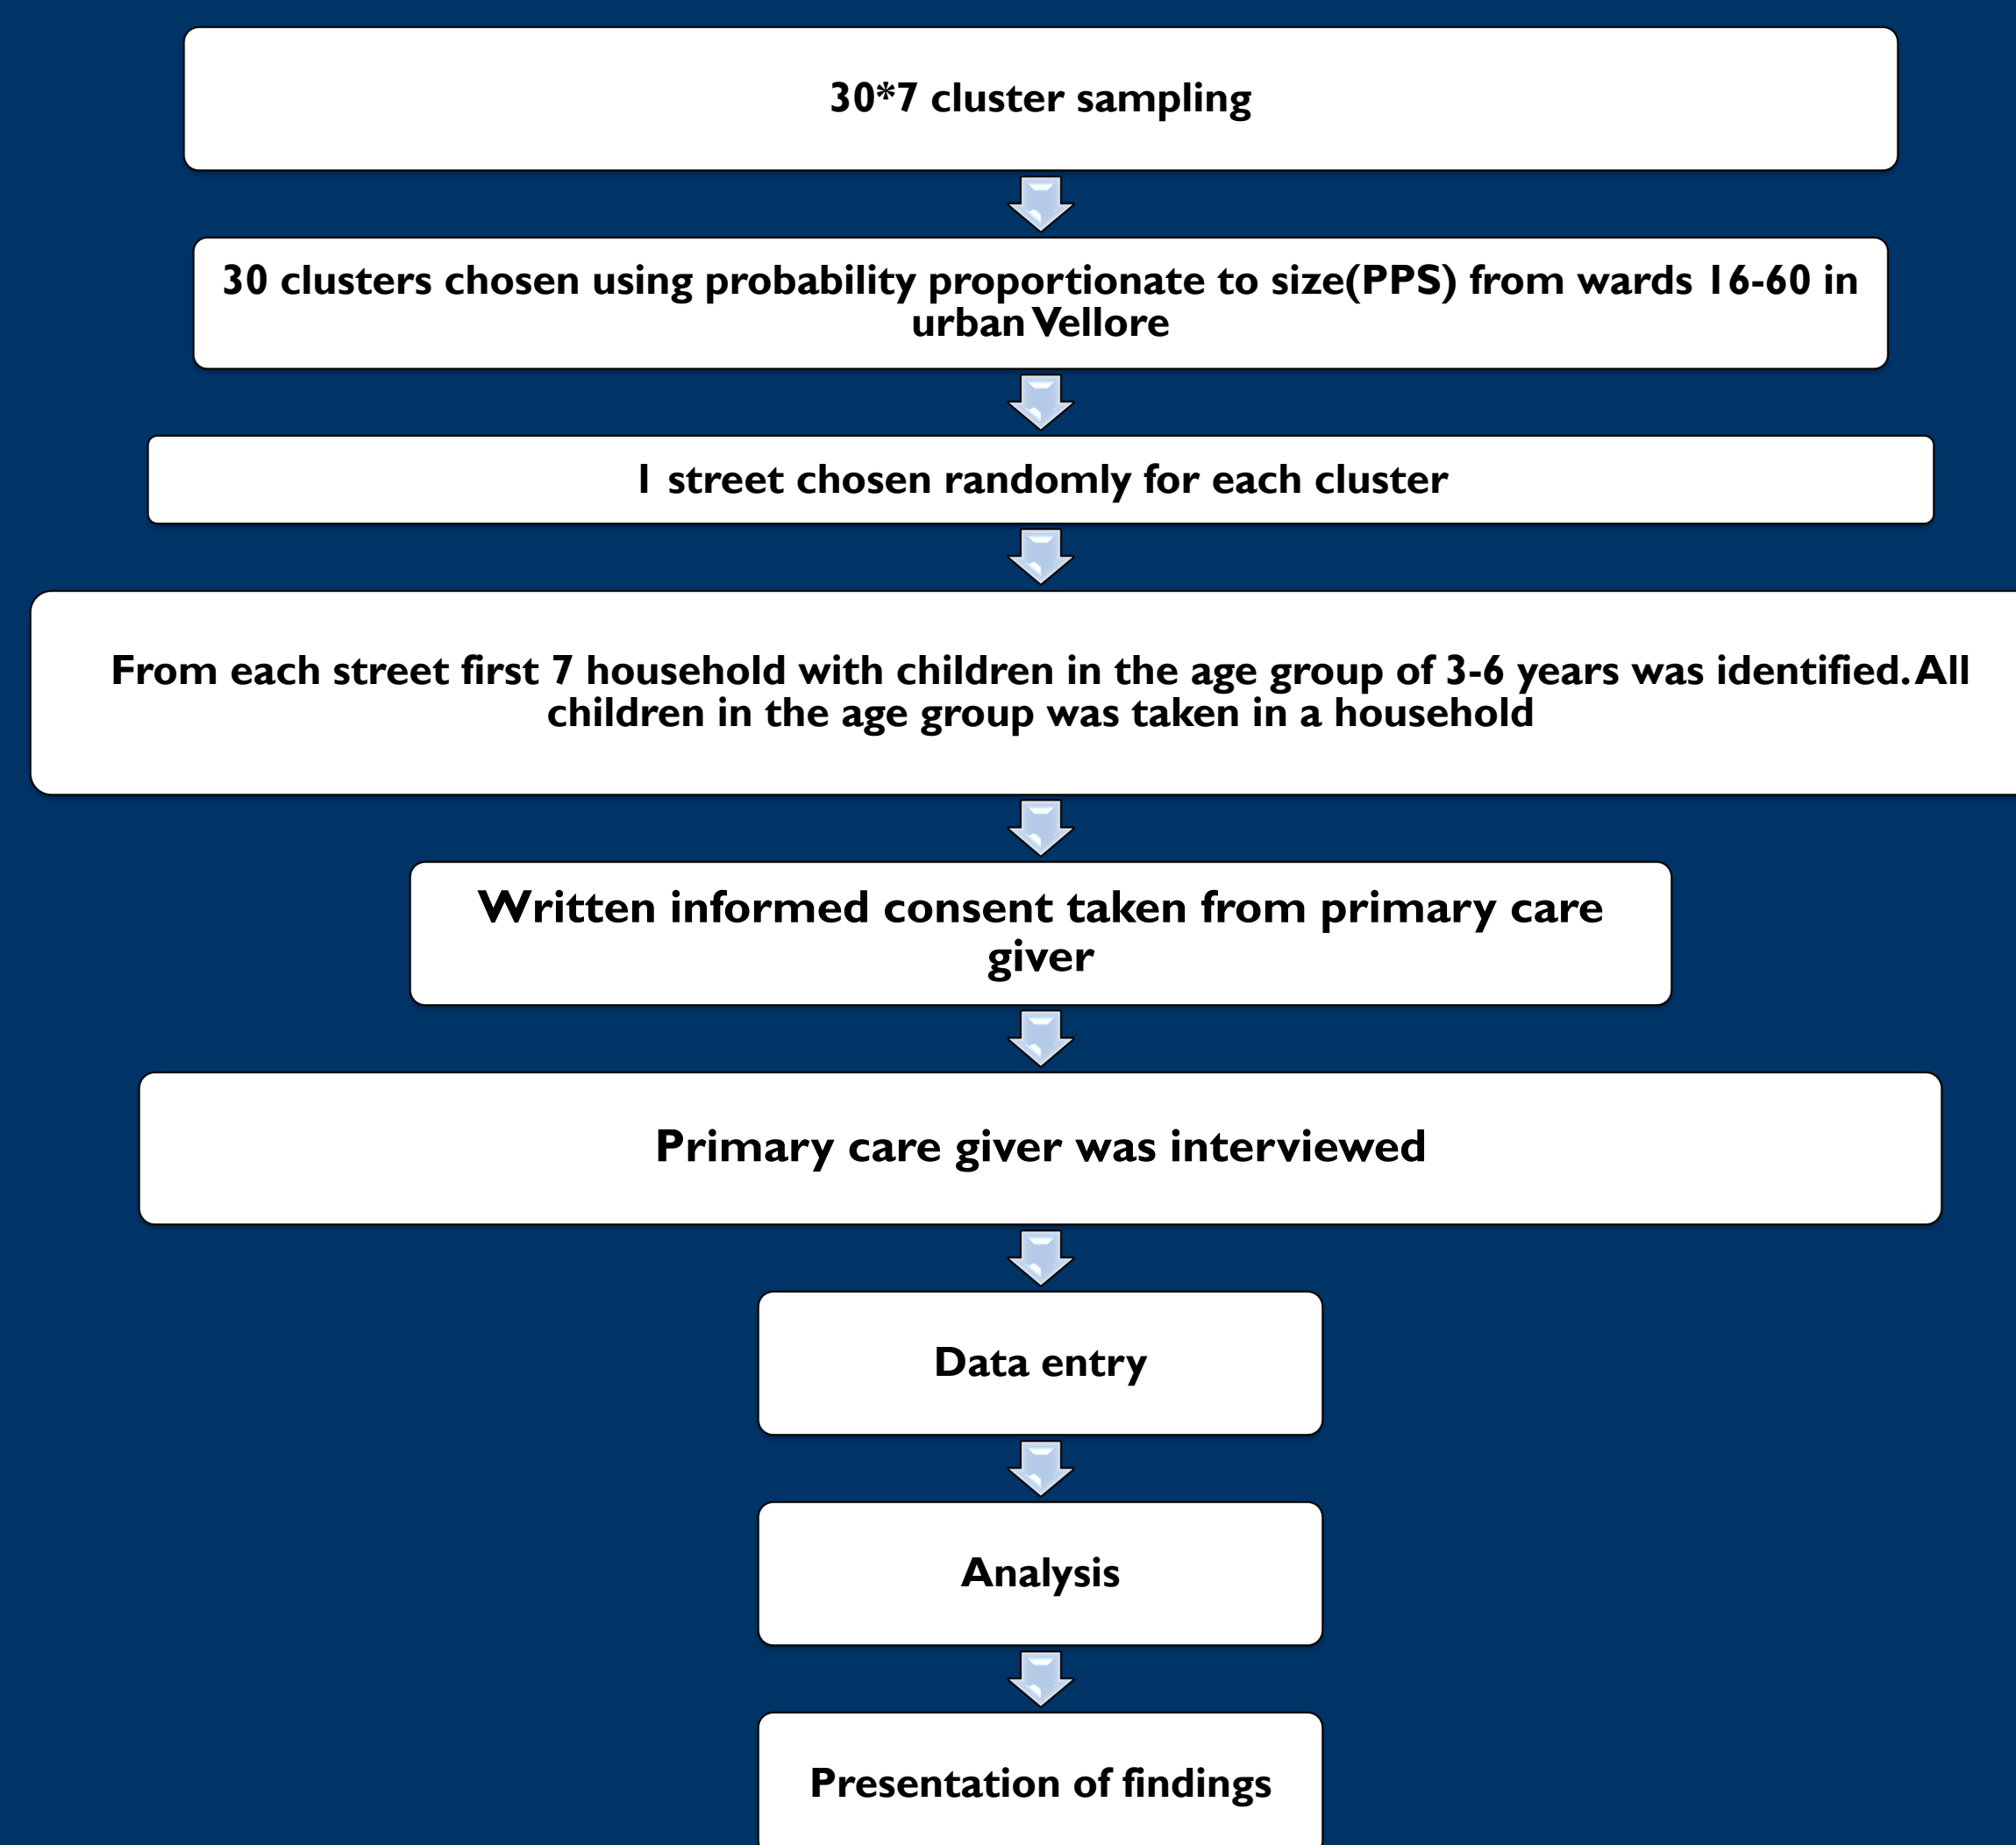 30*7 cluster sampling
30 clusters chosen using probability proportionate to size(PPS) from wards 16-60 in
urban Vellore
1 street chosen randomly for each cluster
From each street first 7 household with children in the age group of 3-6 years was identified. All
children in the age group was taken in a household
Written informed consent taken from primary care
giver
Primary care giver was interviewed
Data entry
Analysis
Presentation of findings